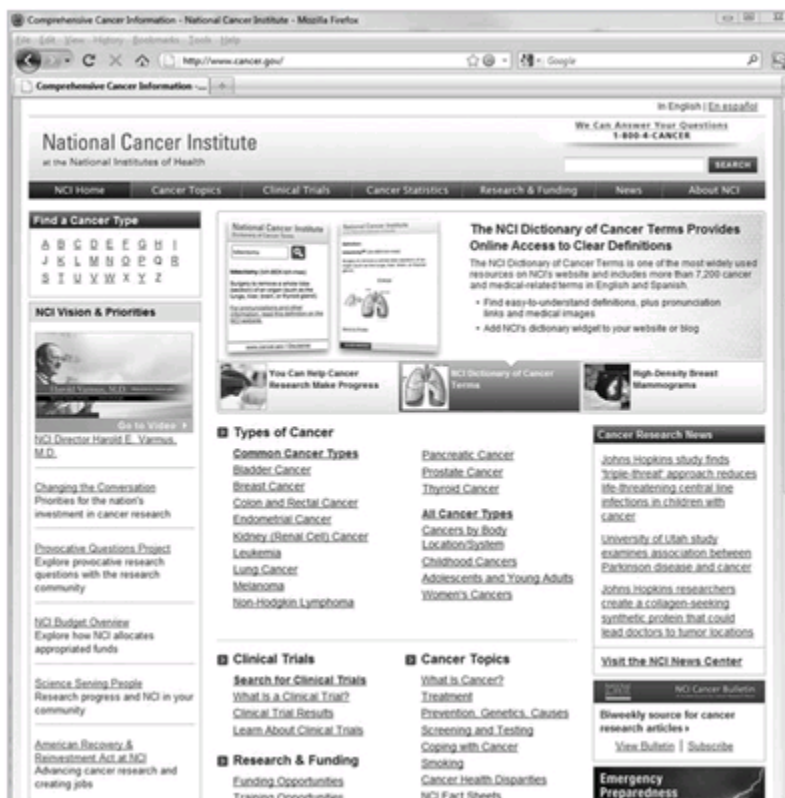 Comprehensive Cancer Information - National Cancer Institute - Mozilla Firefox
File Edit View History Bookmarks Tools Help
http://www.cancer.gov/
Google
Comprehensive Cancer Information -...
In English | En español
National Cancer Institute
at the National Institutes of Health
We Can Answer Your Questions
1-800-4-CANCER
SEARCH
NCI Home Cancer Topics Clinical Trials Cancer Statistics Research & Funding News About NCI
Find a Cancer Type
A B C D E F G H I
J K L M N O P Q R
S T U V W X Y Z
NCI Vision & Priorities
Harold Varmus, M.D.
Go to Video
NCI Director Harold E. Varmus,
M.D.
Changing the Conversation
Priorities for the nation's
investment in cancer research
Provocative Questions Project
Explore provocative research
questions with the research
community
NCI Budget Overview
Explore how NCI allocates
appropriated funds
Science Serving People
Research progress and NCI in your
community
American Recovery &
Reinvestment Act at NCI
Advancing cancer research and
creating jobs
National Cancer Institute
Dictionary of Cancer Terms
The NCI Dictionary of Cancer Terms Provides
Online Access to Clear Definitions
The NCI Dictionary of Cancer Terms is one of the most widely used
resources on NCI's website and includes more than 7,200 cancer
and medical-related terms in English and Spanish.
• Find easy-to-understand definitions, plus pronunciation
links and medical images
• Add NCI's dictionary widget to your website or blog
You Can Help Cancer
Research Make Progress
NCI Dictionary of Cancer
Terms
High-Density Breast
Mammograms
Types of Cancer
Common Cancer Types
Bladder Cancer
Breast Cancer
Colon and Rectal Cancer
Endometrial Cancer
Kidney (Renal Cell) Cancer
Leukemia
Lung Cancer
Melanoma
Non-Hodgkin Lymphoma
Pancreatic Cancer
Prostate Cancer
Thyroid Cancer
All Cancer Types
Cancers by Body
Location/System
Childhood Cancers
Adolescents and Young Adults
Women's Cancers
Clinical Trials
Search for Clinical Trials
What Is a Clinical Trial?
Clinical Trial Results
Learn About Clinical Trials
Research & Funding
Funding Opportunities
Training Opportunities
Cancer Topics
What Is Cancer?
Treatment
Prevention, Genetics, Causes
Screening and Testing
Coping with Cancer
Smoking
Cancer Health Disparities
NCI Fact Sheets
Cancer Research News
Johns Hopkins study finds
'triple-threat' approach reduces
life-threatening central line
infections in children with
cancer
University of Utah study
examines association between
Parkinson disease and cancer
Johns Hopkins researchers
create a collagen-seeking
synthetic protein that could
lead doctors to tumor locations
Visit the NCI News Center
NCI Cancer Bulletin
Biweekly source for cancer
research articles
View Bulletin | Subscribe
Emergency
Preparedness